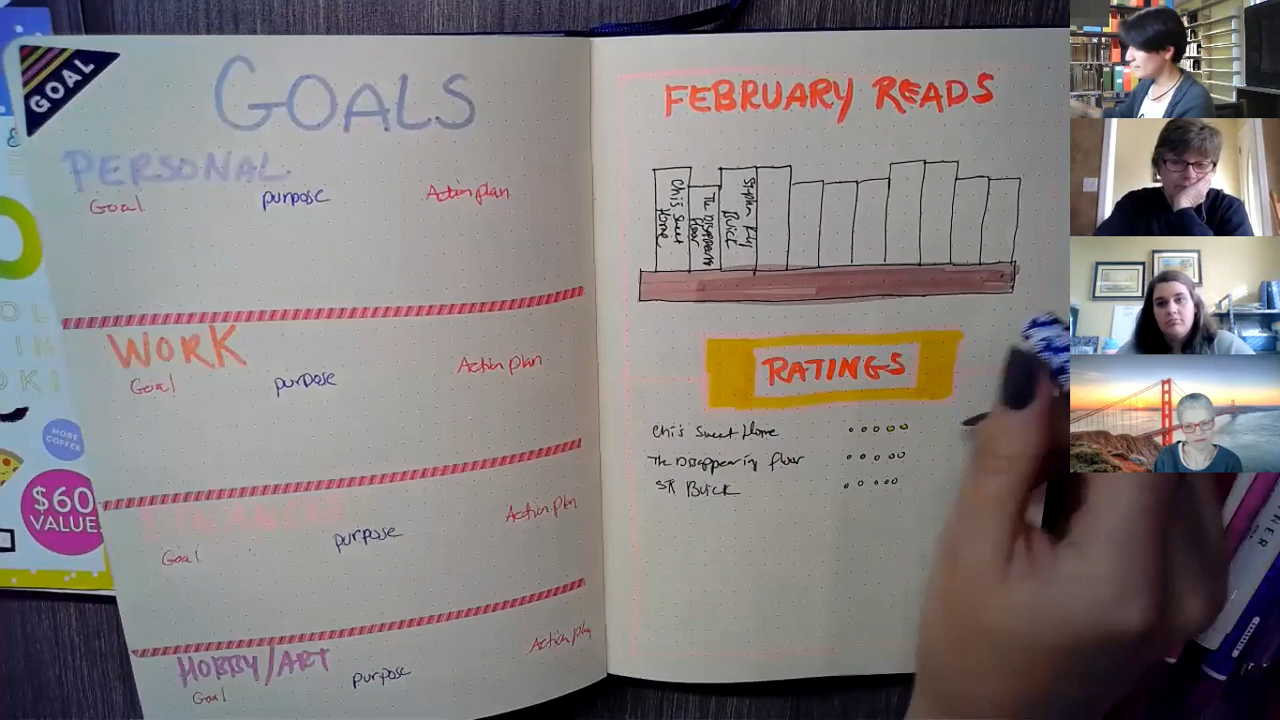 GOAL
GOALS
PERSONAL
Goal purpose Action plan
WORK
Goal purpose Action plan
Goal purpose Action plan
HOBBY/ART
Goal purpose Action plan
MORE
COFFEE
$60
VALUE
FEBRUARY READS
Chi's Sweet
Home
The Disappearing
floor
Buick
RATINGS
Chi's Sweet Home
The Disappearing floor
SK Buick